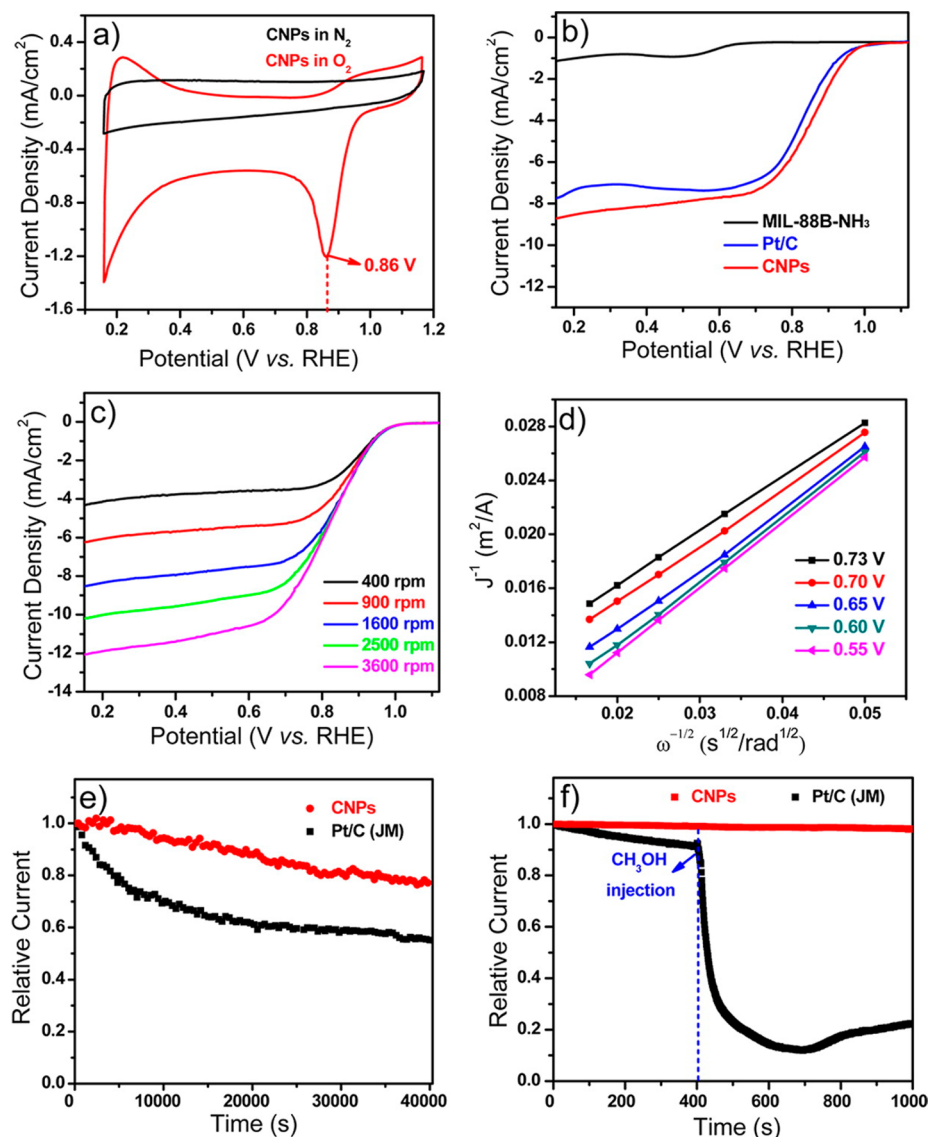 a)
CNPs in N2
CNPs in O2
Current Density (mA/cm2)
0.4
0.0
-0.4
-0.8
-1.2
-1.6
0.86 V
0.2 0.4 0.6 0.8 1.0 1.2
Potential (V vs. RHE)
b)
Current Density (mA/cm2)
0
-2
-4
-6
-8
-10
-12
MIL-88B-NH3
Pt/C
CNPs
0.2 0.4 0.6 0.8 1.0
Potential (V vs. RHE)
c)
Current Density (mA/cm2)
0
-2
-4
-6
-8
-10
-12
-14
400 rpm
900 rpm
1600 rpm
2500 rpm
3600 rpm
0.2 0.4 0.6 0.8 1.0
Potential (V vs. RHE)
d)
J-1 (m2/A)
0.028
0.024
0.020
0.016
0.012
0.008
0.73 V
0.70 V
0.65 V
0.60 V
0.55 V
0.02 0.03 0.04 0.05
ω-1/2 (s1/2/rad1/2)
e)
CNPs
Pt/C (JM)
Relative Current
1.0
0.8
0.6
0.4
0.2
0.0
0 10000 20000 30000 40000
Time (s)
f)
CNPs Pt/C (JM)
CH3OH
injection
Relative Current
1.0
0.8
0.6
0.4
0.2
0.0
0 200 400 600 800 1000
Time (s)